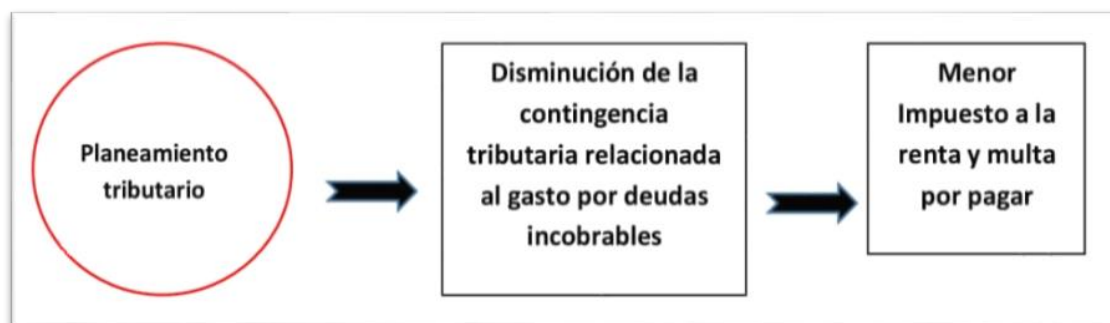 Planeamiento
tributario
Disminución de la
contingencia
tributaria relacionada
al gasto por deudas
incobrables
Menor
Impuesto a la
renta y multa
por pagar